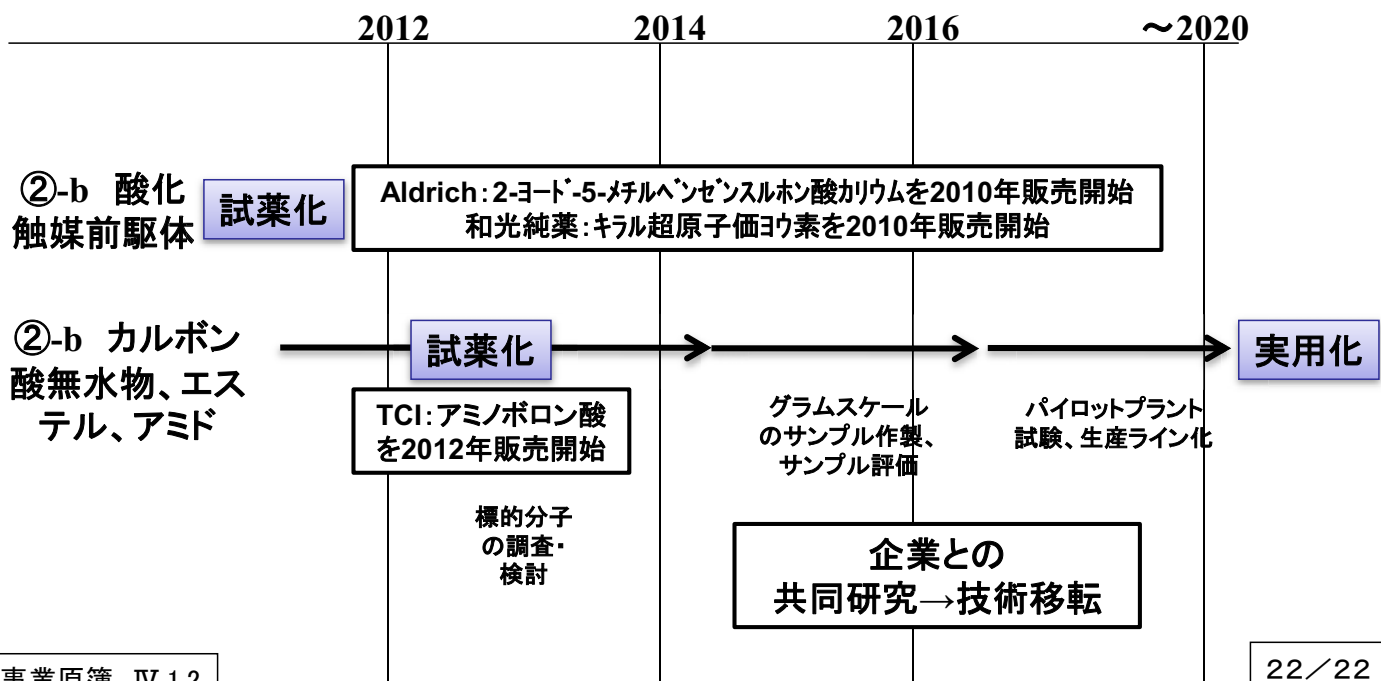 2012 2014 2016 ～2020
②-b 酸化
触媒前駆体
試薬化
Aldrich：2-ﾖｰﾄﾞ-5-ﾒﾁﾙﾍﾞﾝｾﾞﾝｽﾙﾎﾝ酸ｶﾘｳﾑを2010年販売開始
和光純薬：ｷﾗﾙ超原子価ﾖｳ素を2010年販売開始
②-b カルボン
酸無水物、エス
テル、アミド
試薬化
実用化
TCI：アミノボロン酸
を2012年販売開始
グラムスケール
のサンプル作製、
サンプル評価
パイロットプラント
試験、生産ライン化
標的分子
の調査・
検討
企業との
共同研究→技術移転
事業原簿 Ⅳ.1.2
22／22